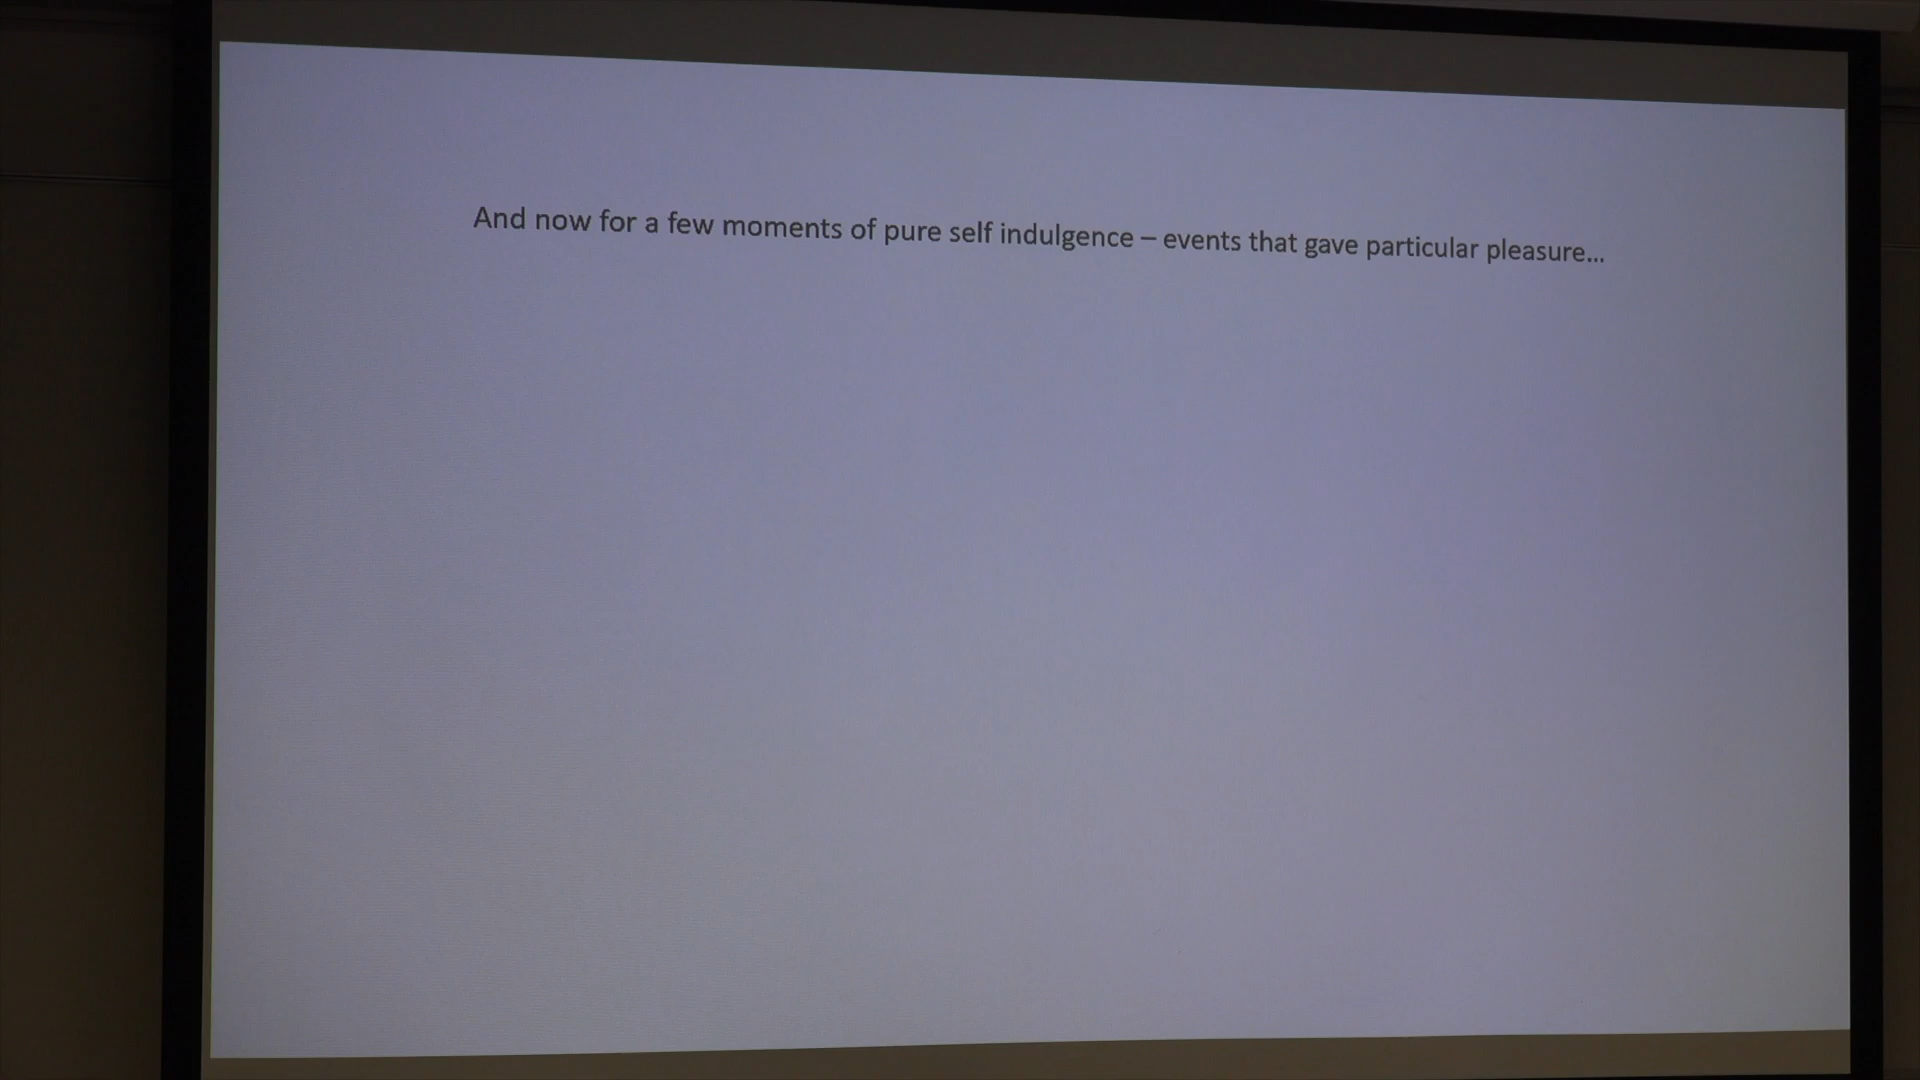 And now for a few moments of pure self indulgence – events that gave particular pleasure...